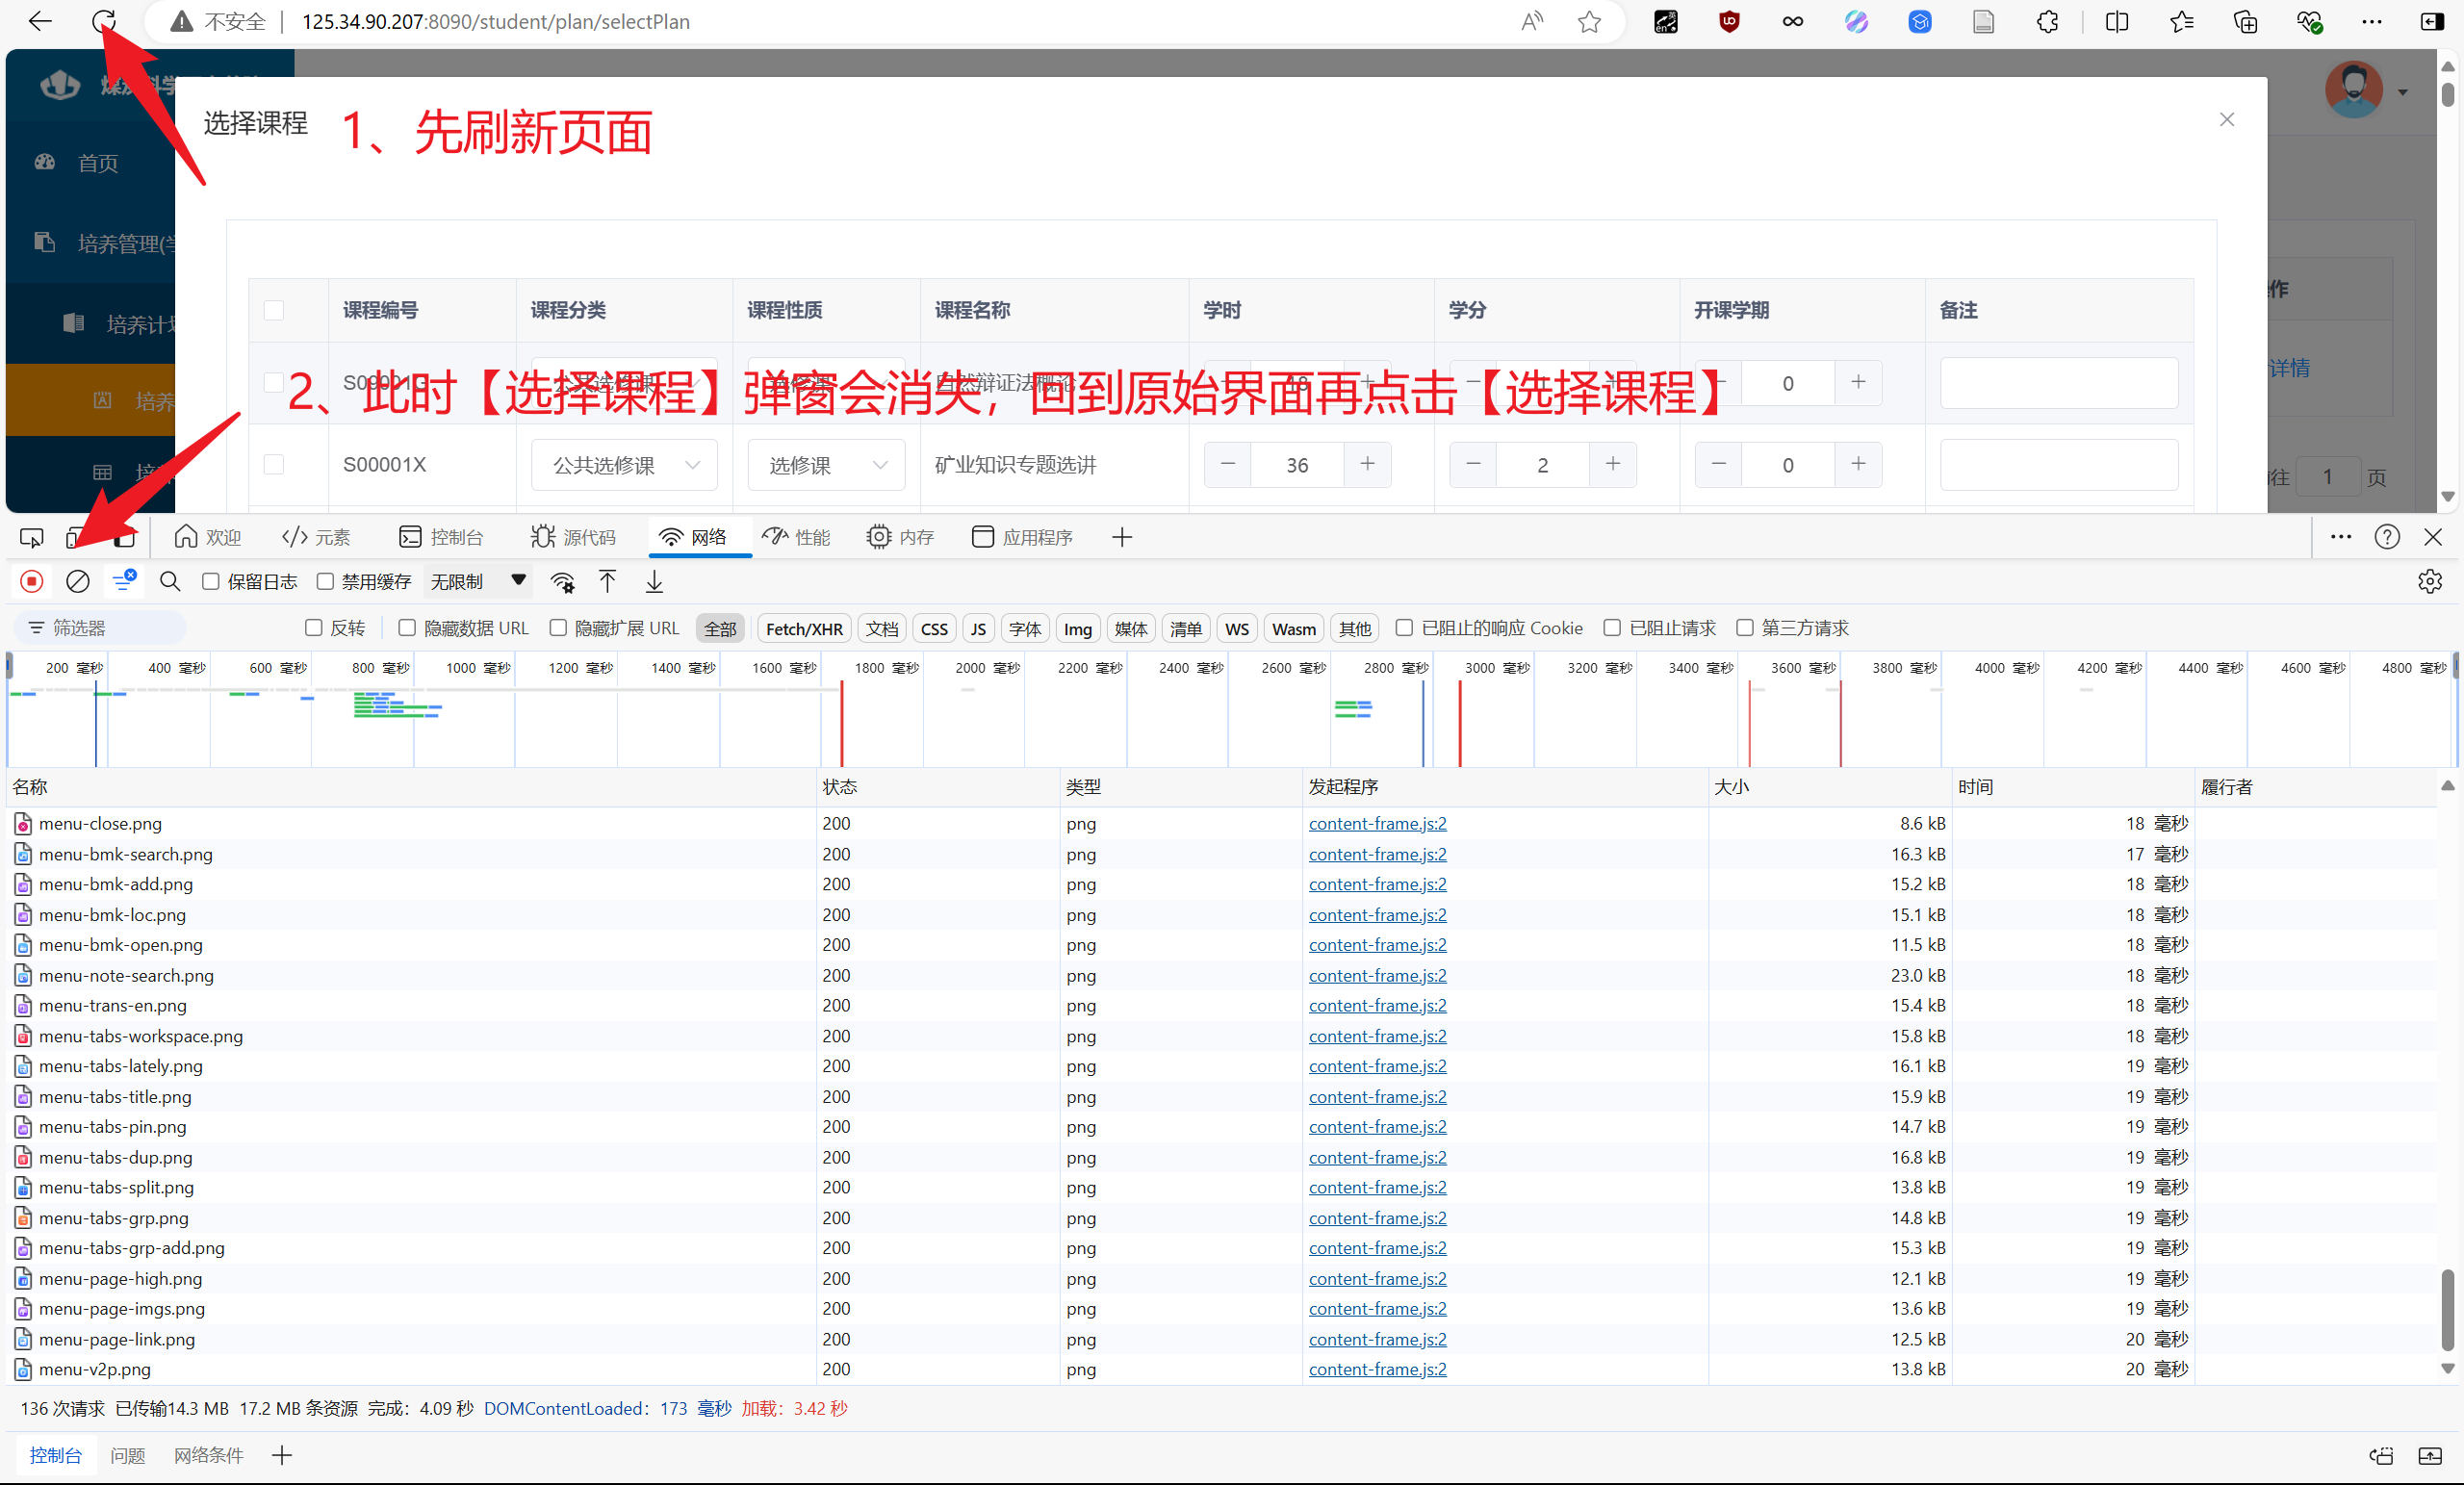 不安全 125.34.90.207:8090/student/plan/selectPlan
选择课程 1、先刷新页面
首页
培养管理(学
培养计划
课程编号 课程分类 课程性质 课程名称 学时 学分 开课学期 备注
作
S09001G 公共选修课 选修课 自然辩证法概论 18 1 0
详情
2、此时【选择课程】弹窗会消失，回到原始界面再点击【选择课程】
培养
S00001X 公共选修课 选修课 矿业知识专题选讲 36 2 0
往 1 页
欢迎 元素 控制台 源代码 网络 性能 内存 应用程序
保留日志 禁用缓存 无限制
筛选器 反转 隐藏数据 URL 隐藏扩展 URL 全部 Fetch/XHR 文档 CSS JS 字体 Img 媒体 清单 WS Wasm 其他 已阻止的响应 Cookie 已阻止请求 第三方请求
200 毫秒 400 毫秒 600 毫秒 800 毫秒 1000 毫秒 1200 毫秒 1400 毫秒 1600 毫秒 1800 毫秒 2000 毫秒 2200 毫秒 2400 毫秒 2600 毫秒 2800 毫秒 3000 毫秒 3200 毫秒 3400 毫秒 3600 毫秒 3800 毫秒 4000 毫秒 4200 毫秒 4400 毫秒 4600 毫秒 4800 毫秒
名称 状态 类型 发起程序 大小 时间 履行者
menu-close.png 200 png content-frame.js:2 8.6 kB 18 毫秒
menu-bmk-search.png 200 png content-frame.js:2 16.3 kB 17 毫秒
menu-bmk-add.png 200 png content-frame.js:2 15.2 kB 18 毫秒
menu-bmk-loc.png 200 png content-frame.js:2 15.1 kB 18 毫秒
menu-bmk-open.png 200 png content-frame.js:2 11.5 kB 18 毫秒
menu-note-search.png 200 png content-frame.js:2 23.0 kB 18 毫秒
menu-trans-en.png 200 png content-frame.js:2 15.4 kB 18 毫秒
menu-tabs-workspace.png 200 png content-frame.js:2 15.8 kB 18 毫秒
menu-tabs-lately.png 200 png content-frame.js:2 16.1 kB 19 毫秒
menu-tabs-title.png 200 png content-frame.js:2 15.9 kB 19 毫秒
menu-tabs-pin.png 200 png content-frame.js:2 14.7 kB 19 毫秒
menu-tabs-dup.png 200 png content-frame.js:2 16.8 kB 19 毫秒
menu-tabs-split.png 200 png content-frame.js:2 13.8 kB 19 毫秒
menu-tabs-grp.png 200 png content-frame.js:2 14.8 kB 19 毫秒
menu-tabs-grp-add.png 200 png content-frame.js:2 15.3 kB 19 毫秒
menu-page-high.png 200 png content-frame.js:2 12.1 kB 19 毫秒
menu-page-imgs.png 200 png content-frame.js:2 13.6 kB 19 毫秒
menu-page-link.png 200 png content-frame.js:2 12.5 kB 20 毫秒
menu-v2p.png 200 png content-frame.js:2 13.8 kB 20 毫秒
136 次请求 已传输14.3 MB 17.2 MB 条资源 完成：4.09 秒 DOMContentLoaded：173 毫秒 加载：3.42 秒
控制台 问题 网络条件